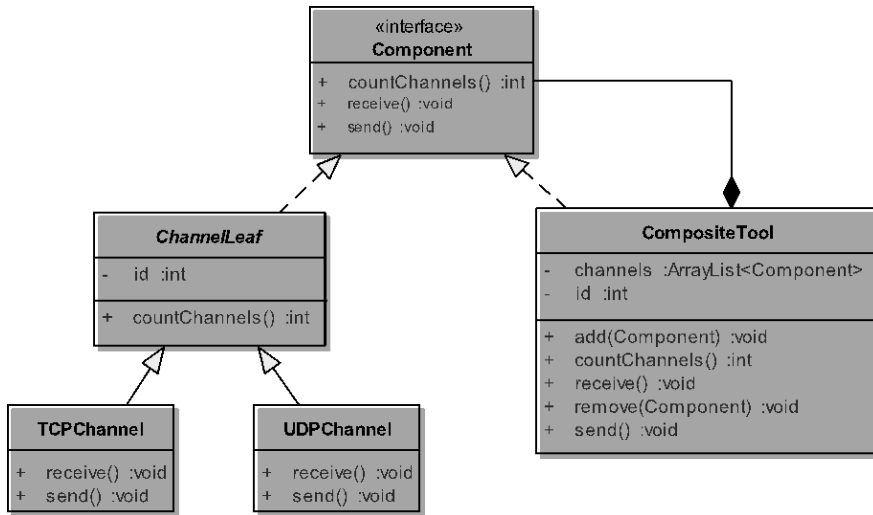 «interface»
Component
+ countChannels() :int
+ receive() :void
+ send() :void
ChannelLeaf
- id :int
+ countChannels() :int
CompositeTool
- channels :ArrayList<Component>
- id :int
+ add(Component) :void
+ countChannels() :int
+ receive() :void
+ remove(Component) :void
+ send() :void
TCPChannel
+ receive() :void
+ send() :void
UDPChannel
+ receive() :void
+ send() :void